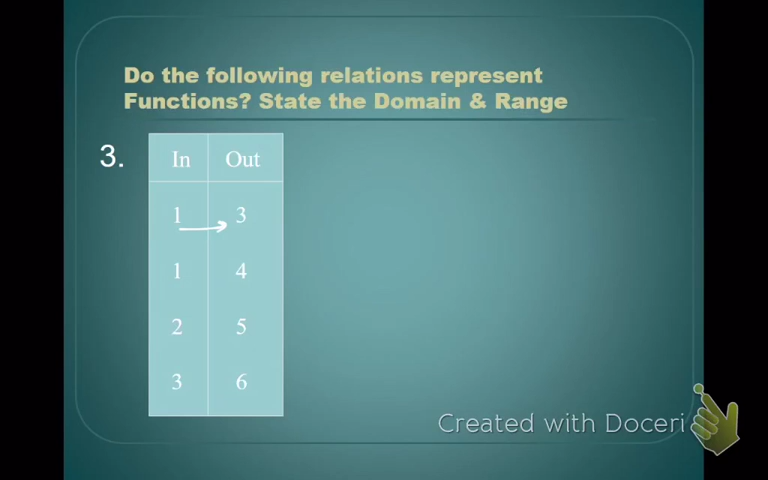 Do the following relations represent
Functions? State the Domain & Range
3.
In Out
1 3
1 4
2 5
3 6
Created with Doceri